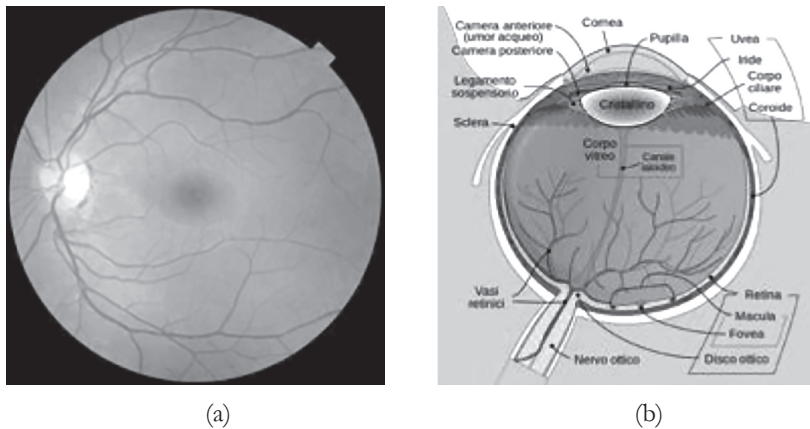 Camera anteriore
(umor acqueo)
Camera posteriore
Cornea
Pupilla
Uvea
Iride
Corpo
ciliare
Coroide
Legamento
sospensorio
Cristallino
Sclera
Corpo
vitreo
Canale
ialoideo
Vasi
retinici
Retina
Macula
Fovea
Nervo ottico
Disco ottico
(a)
(b)